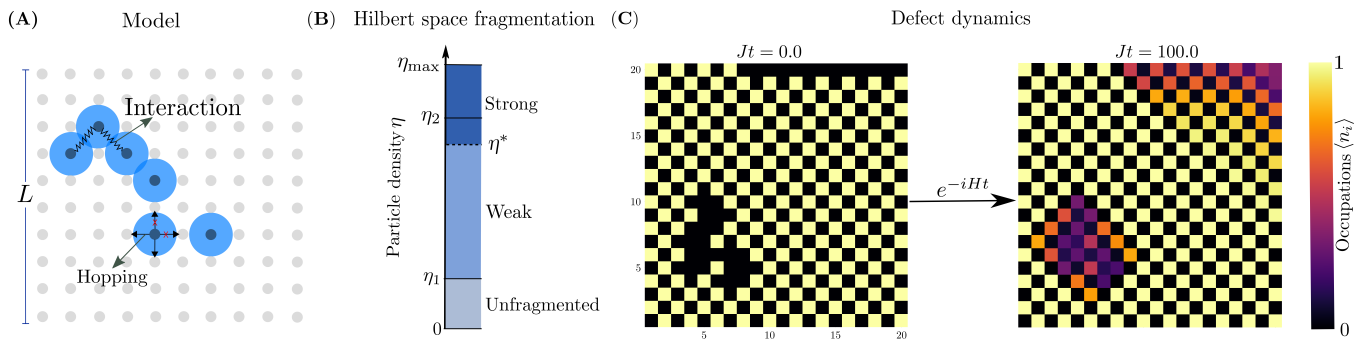 (A)
Model
L
Interaction
Hopping
(B)
Hilbert space fragmentation
Particle density η
η_max
η_2
η*
η_1
0
Strong
Weak
Unfragmented
(C)
Defect dynamics
Jt = 0.0
20
15
10
5
5
10
15
20
e^{-iHt}
Jt = 100.0
1
0
Occupations ⟨n_i⟩